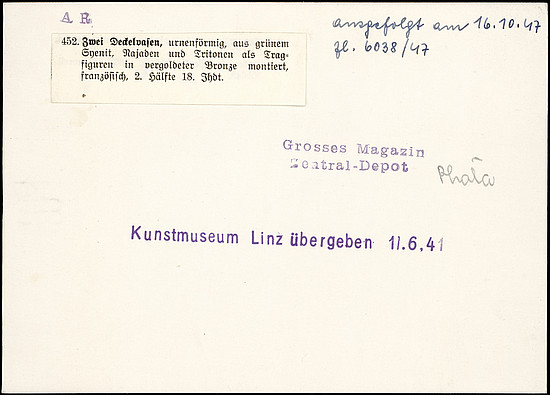 A R
ausgefolgt am 16.10.47
zl. 6038/47
452. Zwei Deckelvasen, urnenförmig, aus grünem
Syenit, Najaden und Tritonen als Trag-
figuren in vergoldeter Bronze montiert,
französisch, 2. Hälfte 18. Jhdt.
Grosses Magazin
Zentral-Depot
Kunstmuseum Linz übergeben 17.6.41